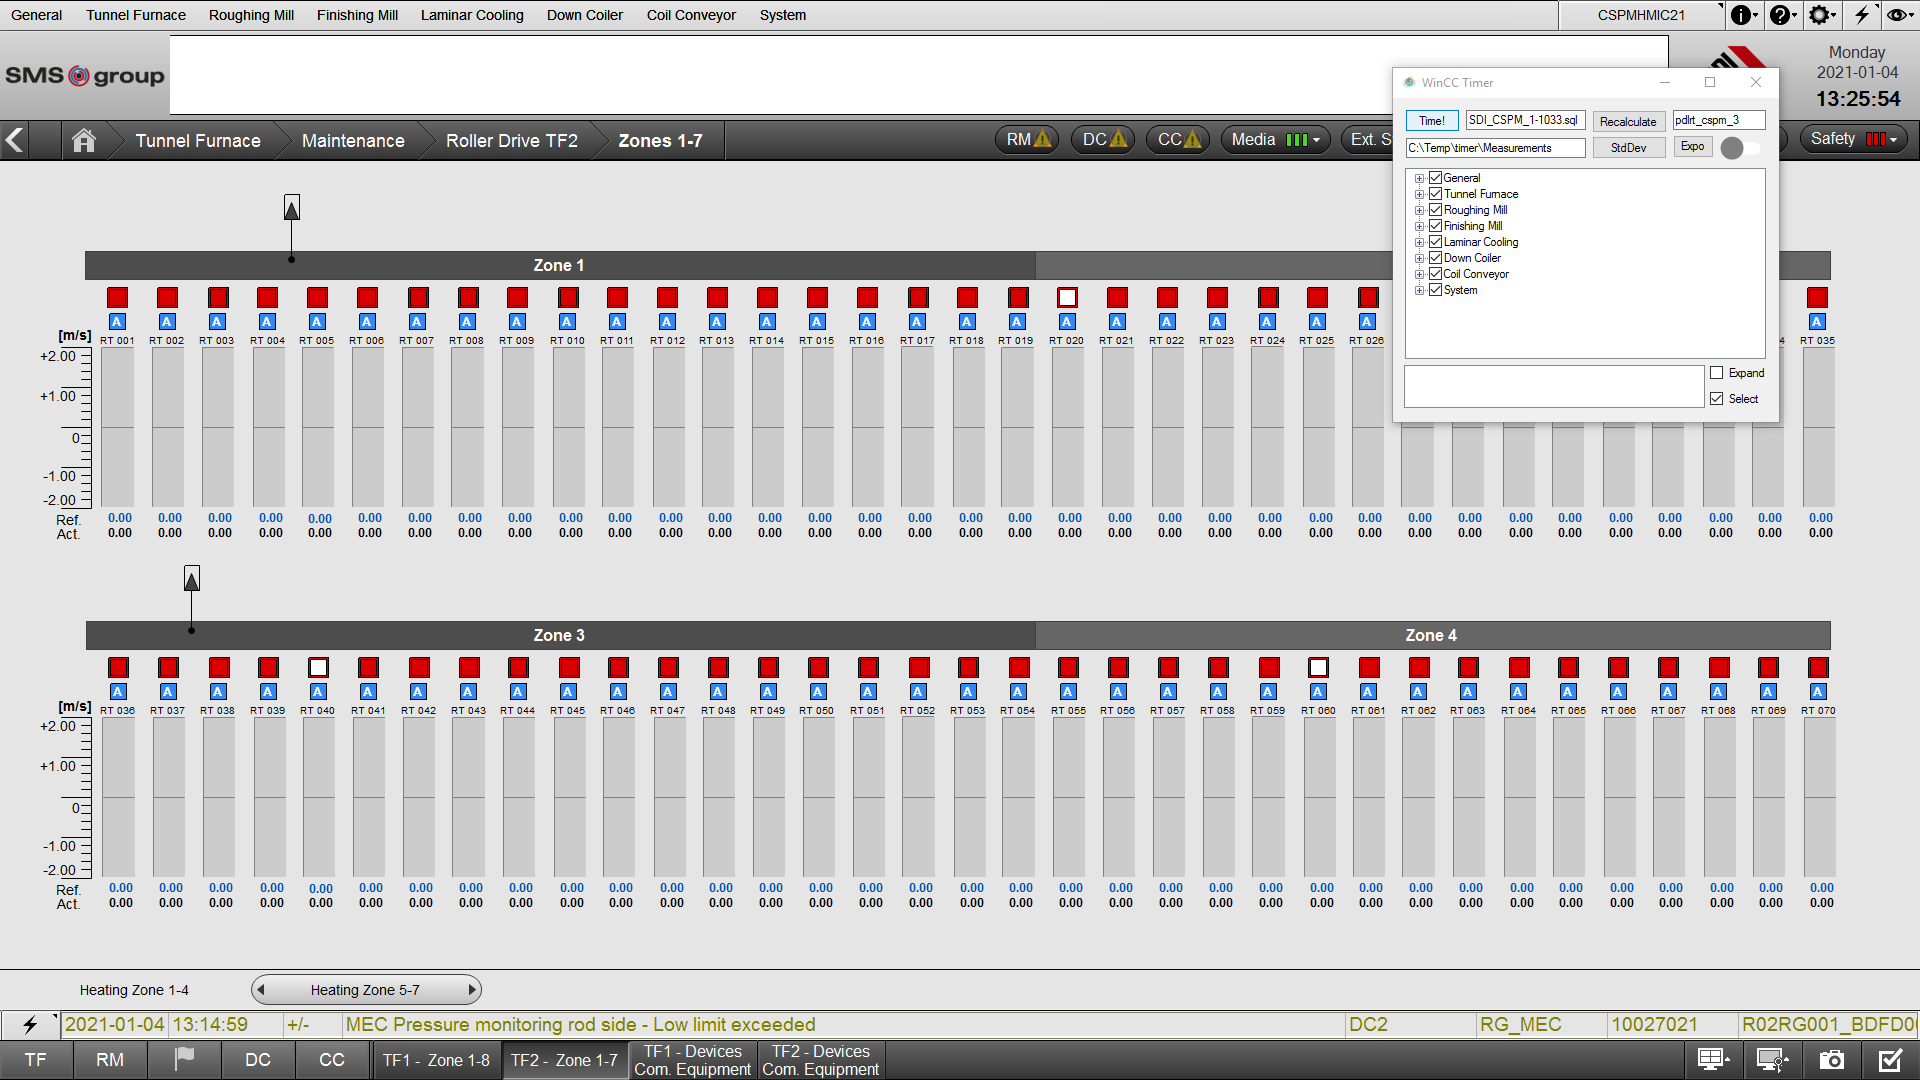 General Tunnel Furnace Roughing Mill Finishing Mill Laminar Cooling Down Coiler Coil Conveyor System CSPMHMIC21
SMS group
Monday
2021-01-04
13:25:54
WinCC Timer
Time! SDI_CSPM_1-1033.sql Recalculate pdlrt_cspm_3
C:\Temp\timer\Measurements StdDev Expo
General
Tunnel Furnace
Roughing Mill
Finishing Mill
Laminar Cooling
Down Coiler
Coil Conveyor
System
Expand
Select
Tunnel Furnace Maintenance Roller Drive TF2 Zones 1-7 RM DC CC Media Ext. S Safety
Zone 1
A A A A A A A A A A A A A A A A A A A A A A A A A A A
RT 001 RT 002 RT 003 RT 004 RT 005 RT 006 RT 007 RT 008 RT 009 RT 010 RT 011 RT 012 RT 013 RT 014 RT 015 RT 016 RT 017 RT 018 RT 019 RT 020 RT 021 RT 022 RT 023 RT 024 RT 025 RT 026 4 RT 035
[m/s]
+2.00
+1.00
0
-1.00
-2.00
Ref. 0.00 0.00 0.00 0.00 0.00 0.00 0.00 0.00 0.00 0.00 0.00 0.00 0.00 0.00 0.00 0.00 0.00 0.00 0.00 0.00 0.00 0.00 0.00 0.00 0.00 0.00 0.00 0.00 0.00 0.00 0.00 0.00 0.00 0.00 0.00
Act. 0.00 0.00 0.00 0.00 0.00 0.00 0.00 0.00 0.00 0.00 0.00 0.00 0.00 0.00 0.00 0.00 0.00 0.00 0.00 0.00 0.00 0.00 0.00 0.00 0.00 0.00 0.00 0.00 0.00 0.00 0.00 0.00 0.00 0.00 0.00
Zone 3 Zone 4
A A A A A A A A A A A A A A A A A A A A A A A A A A A A A A A A A A A
RT 036 RT 037 RT 038 RT 039 RT 040 RT 041 RT 042 RT 043 RT 044 RT 045 RT 046 RT 047 RT 048 RT 049 RT 050 RT 051 RT 052 RT 053 RT 054 RT 055 RT 056 RT 057 RT 058 RT 059 RT 060 RT 061 RT 062 RT 063 RT 064 RT 065 RT 066 RT 067 RT 068 RT 069 RT 070
[m/s]
+2.00
+1.00
0
-1.00
-2.00
Ref. 0.00 0.00 0.00 0.00 0.00 0.00 0.00 0.00 0.00 0.00 0.00 0.00 0.00 0.00 0.00 0.00 0.00 0.00 0.00 0.00 0.00 0.00 0.00 0.00 0.00 0.00 0.00 0.00 0.00 0.00 0.00 0.00 0.00 0.00 0.00
Act. 0.00 0.00 0.00 0.00 0.00 0.00 0.00 0.00 0.00 0.00 0.00 0.00 0.00 0.00 0.00 0.00 0.00 0.00 0.00 0.00 0.00 0.00 0.00 0.00 0.00 0.00 0.00 0.00 0.00 0.00 0.00 0.00 0.00 0.00 0.00
Heating Zone 1-4 Heating Zone 5-7
2021-01-04 13:14:59 +/- MEC Pressure monitoring rod side - Low limit exceeded DC2 RG_MEC 10027021
TF RM DC CC TF1 - Zone 1-8 TF2 - Zone 1-7 TF1 - Devices Com. Equipment TF2 - Devices Com. Equipment